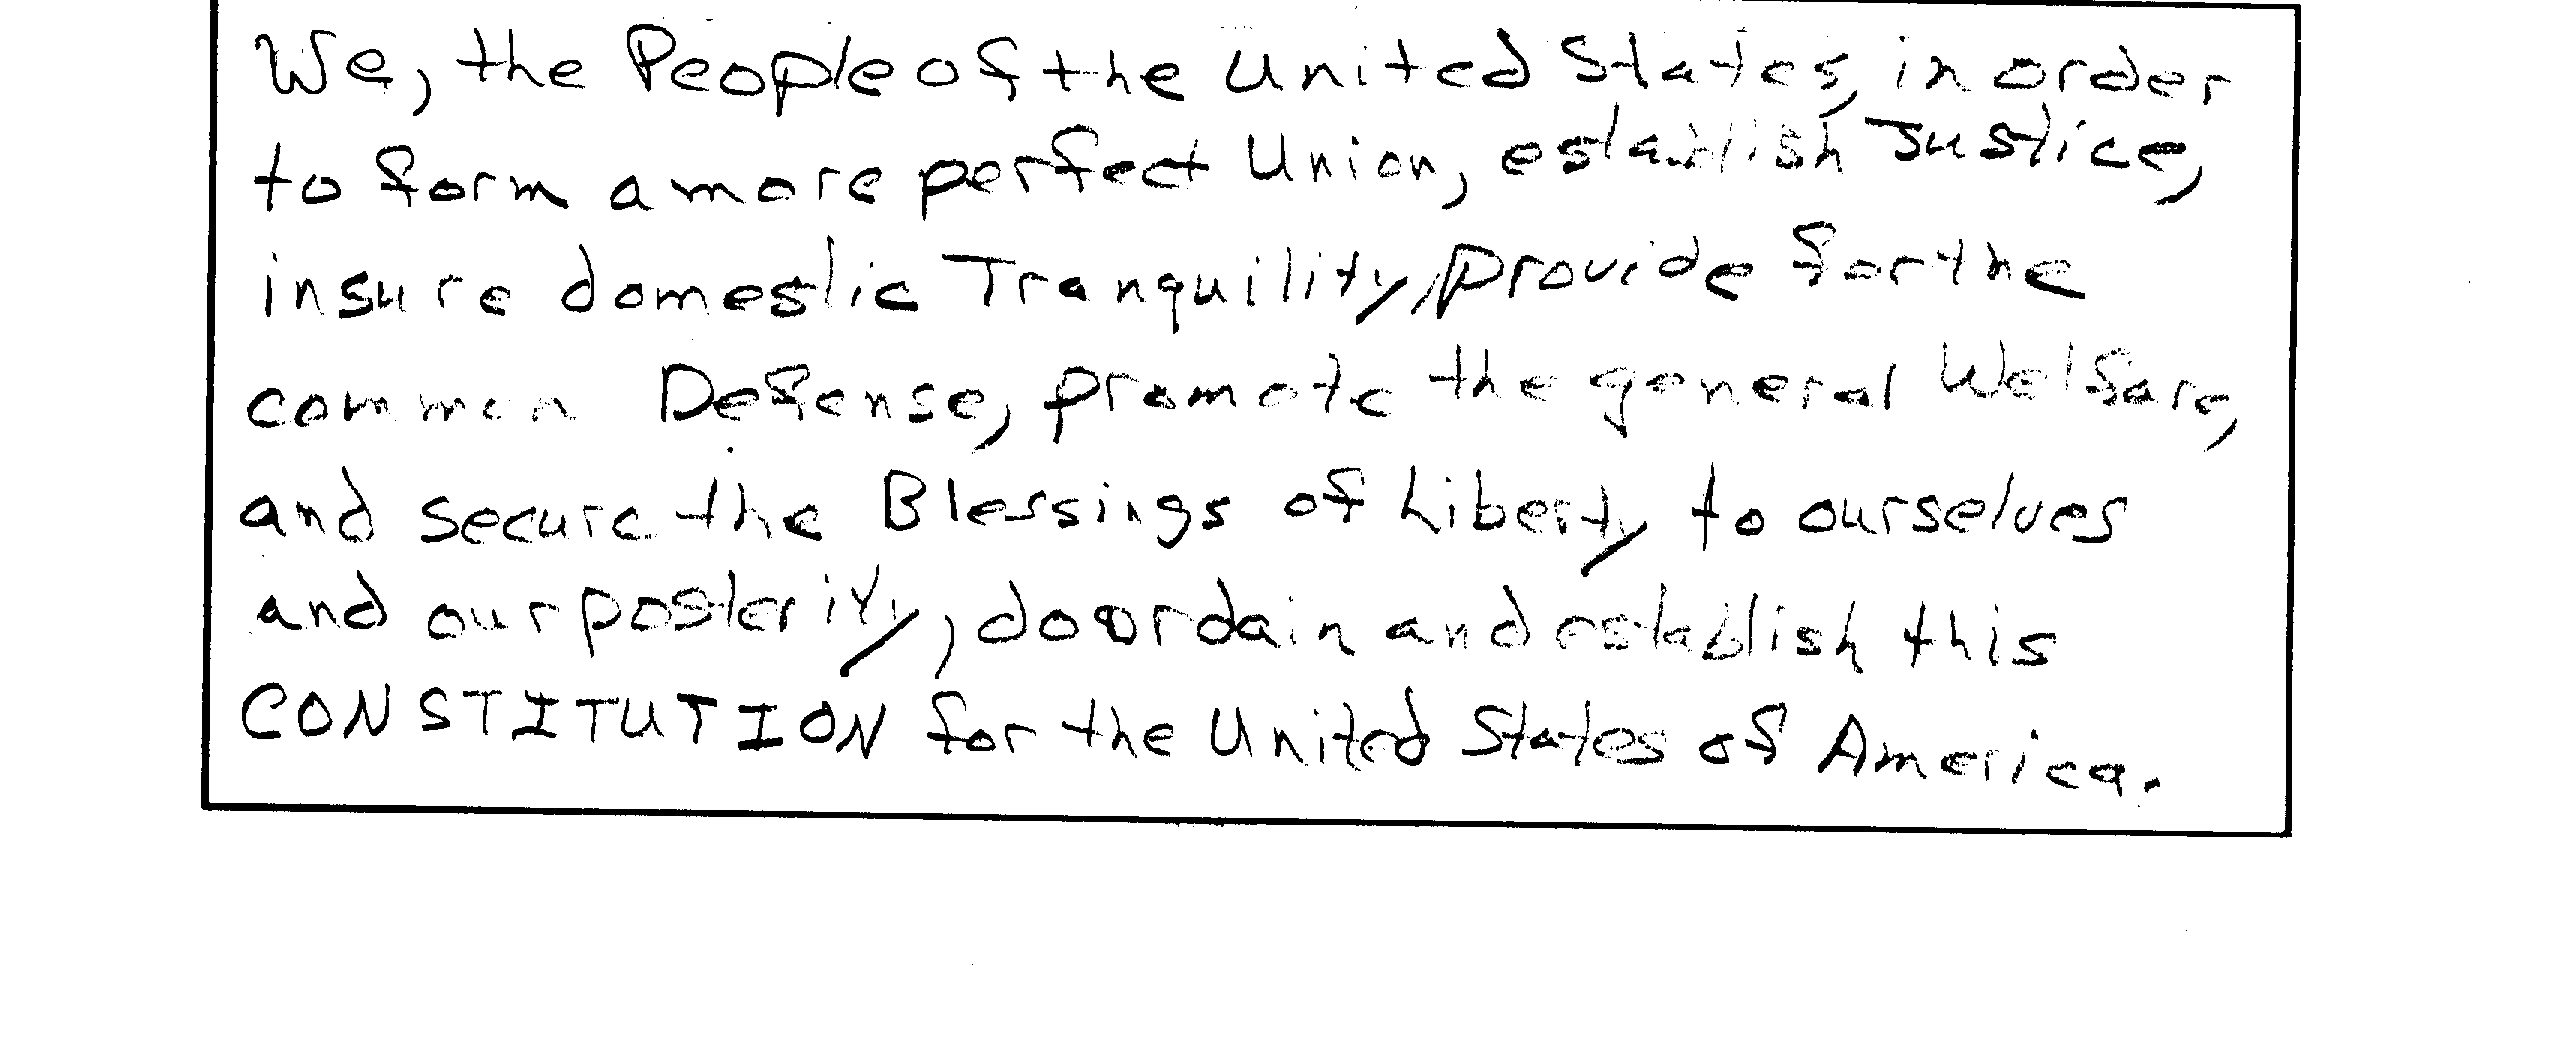 We, the People of the United States, in order
to form a more perfect Union, establish Justice,
insure domestic Tranquility, provide for the
common Defense, promote the general Welfare,
and secure the Blessings of Liberty to ourselves
and our posterity, do ordain and establish this
CONSTITUTION for the United States of America.